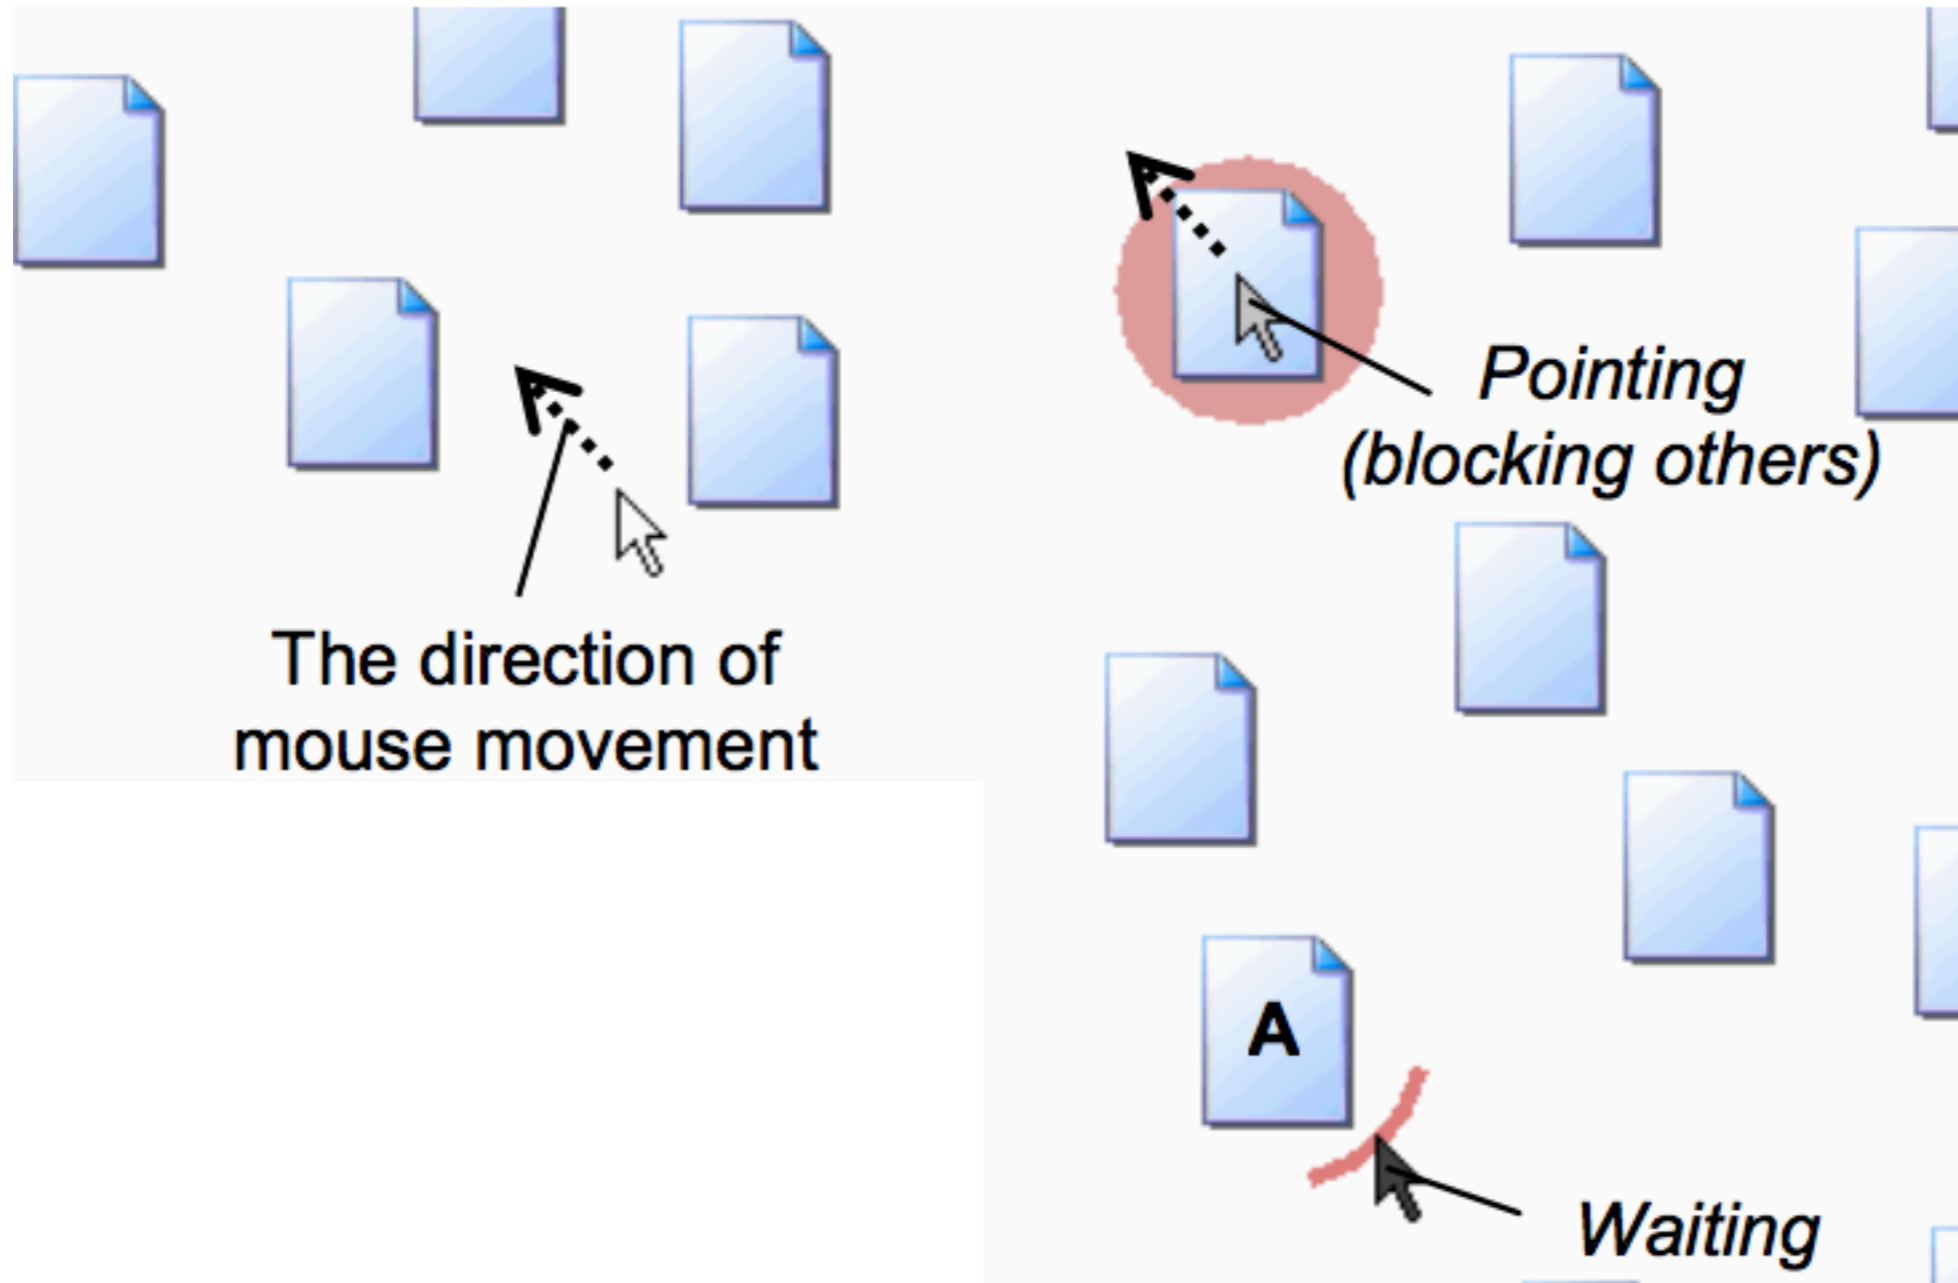 The direction of
mouse movement
Pointing
(blocking others)
A
Waiting